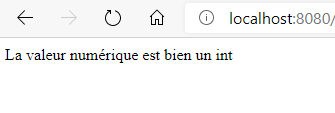 localhost:8080/
La valeur numérique est bien un int